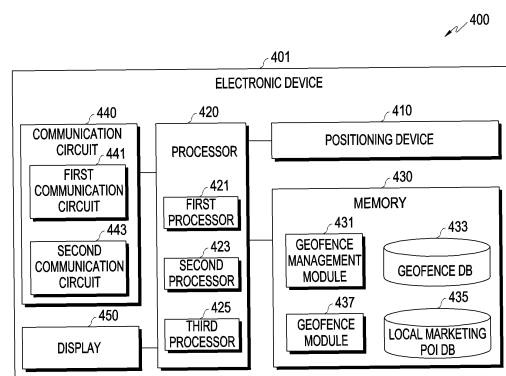 400
401
ELECTRONIC DEVICE
440
COMMUNICATION
CIRCUIT
441
FIRST
COMMUNICATION
CIRCUIT
443
SECOND
COMMUNICATION
CIRCUIT
450
DISPLAY
420
PROCESSOR
421
FIRST
PROCESSOR
423
SECOND
PROCESSOR
425
THIRD
PROCESSOR
410
POSITIONING DEVICE
430
MEMORY
431
GEOFENCE
MANAGEMENT
MODULE
433
GEOFENCE DB
437
GEOFENCE
MODULE
435
LOCAL MARKETING
POI DB